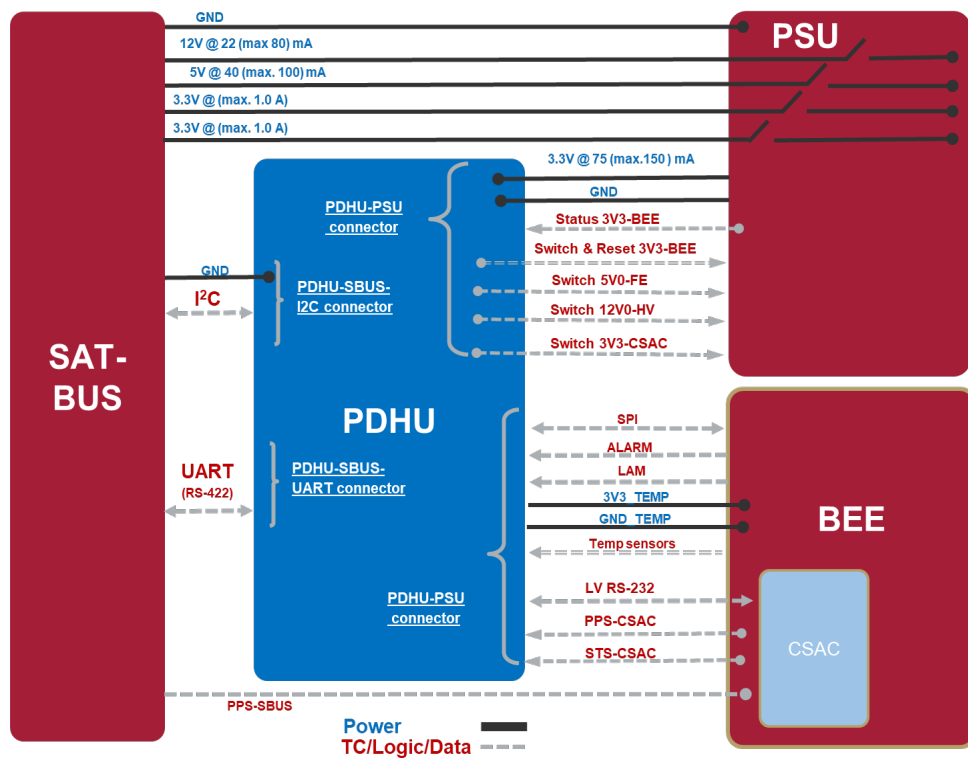 GND
PSU
12V @ 22 (max 80) mA
5V @ 40 (max. 100) mA
3.3V @ (max. 1.0 A)
3.3V @ (max. 1.0 A)
3.3V @ 75 (max.150 ) mA
GND
PDHU-PSU
connector
Status 3V3-BEE
Switch & Reset 3V3-BEE
GND
PDHU-SBUS-
I2C connector
Switch 5V0-FE
I²C
Switch 12V0-HV
Switch 3V3-CSAC
SAT-
BUS
PDHU
SPI
ALARM
LAM
UART
(RS-422)
PDHU-SBUS-
UART connector
3V3_TEMP
GND_TEMP
BEE
Temp sensors
LV RS-232
PDHU-PSU
connector
PPS-CSAC
STS-CSAC
CSAC
PPS-SBUS
Power
TC/Logic/Data